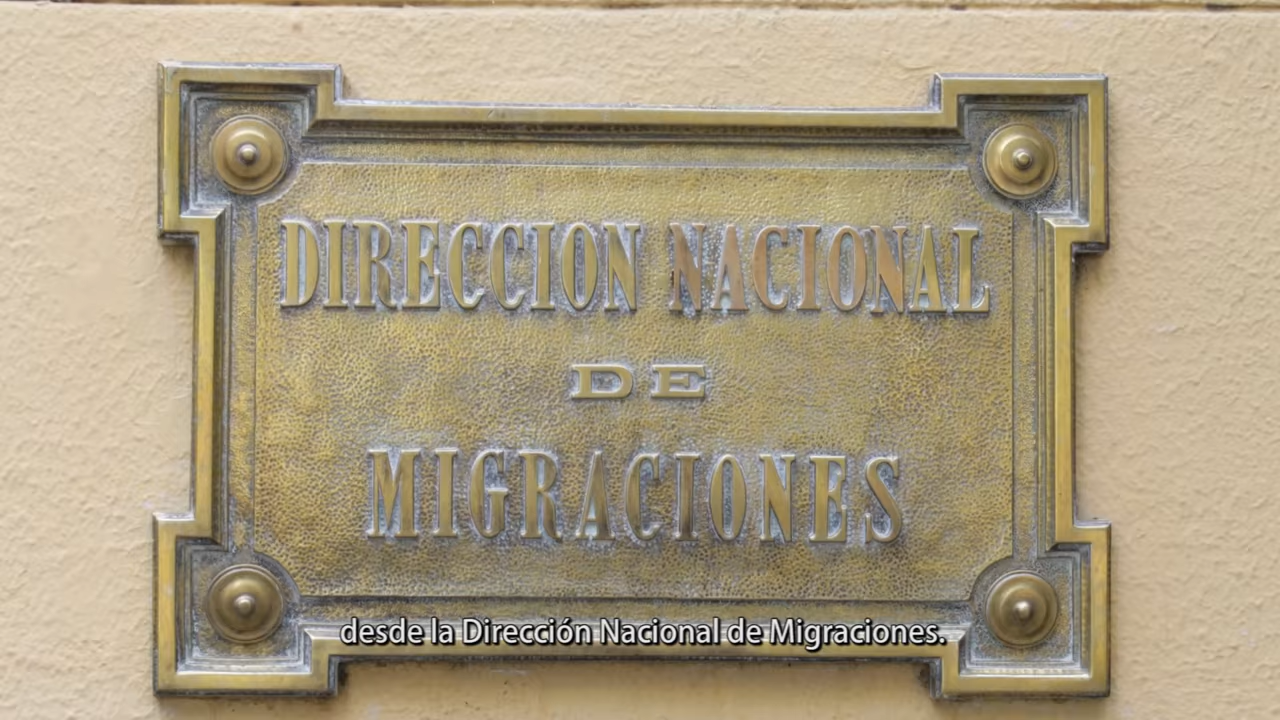 DIRECCION NACIONAL
DE
MIGRACIONES
desde la Dirección Nacional de Migraciones.